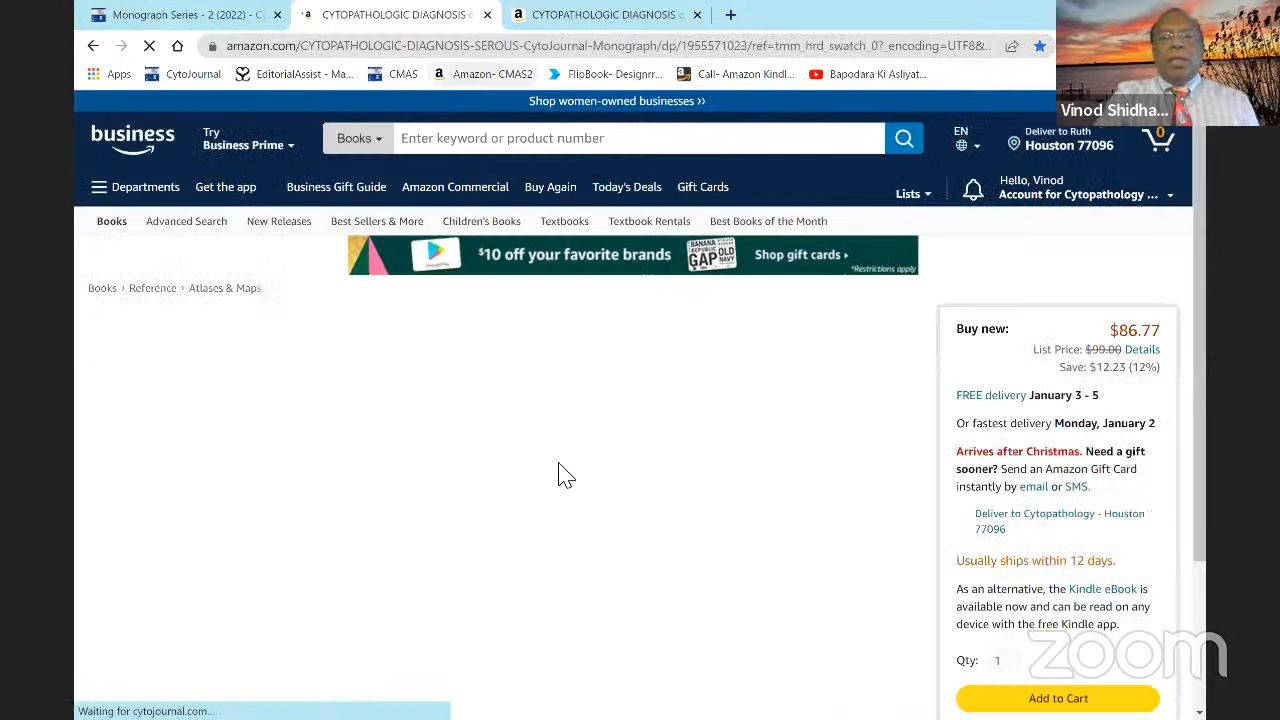 Monograph Series - 2 (2022) - Cy
CYTOPATHOLOGIC DIAGNOSIS o
CYTOPATHOLOGIC DIAGNOSIS o
amazon.com/CYTOPATHOLOGIC-DIAGNOSIS-SEROUS-CytoJournal-Monograph/dp/1955571023/ref=tmm_hrd_swatch_0?_encoding=UTF8&...
Apps
CytoJournal
EditorialAssist - Ma...
CMAS
Amazon- CMAS2
FlipBook- Designrr...
Call- Amazon Kindl...
Bapodara Ki Asliyat...
Vinod Shidha...
Shop women-owned businesses ››
business
Try
Business Prime
Books
Enter keyword or product number
EN
Deliver to Ruth
Houston 77096
0
Departments
Get the app
Business Gift Guide
Amazon Commercial
Buy Again
Today's Deals
Gift Cards
Lists
Hello, Vinod
Account for Cytopathology ...
Books
Advanced Search
New Releases
Best Sellers & More
Children's Books
Textbooks
Textbook Rentals
Best Books of the Month
$10 off your favorite brands
BANANA REPUBLIC
GAP
OLD NAVY
Shop gift cards
*Restrictions apply
Books › Reference › Atlases & Maps
Buy new:
$86.77
List Price: $99.00 Details
Save: $12.23 (12%)
FREE delivery January 3 - 5
Or fastest delivery Monday, January 2
Arrives after Christmas. Need a gift
sooner? Send an Amazon Gift Card
instantly by email or SMS.
Deliver to Cytopathology - Houston
77096
Usually ships within 12 days.
As an alternative, the Kindle eBook is
available now and can be read on any
device with the free Kindle app.
Qty: 1
zoom
Add to Cart
Waiting for cytojournal.com...